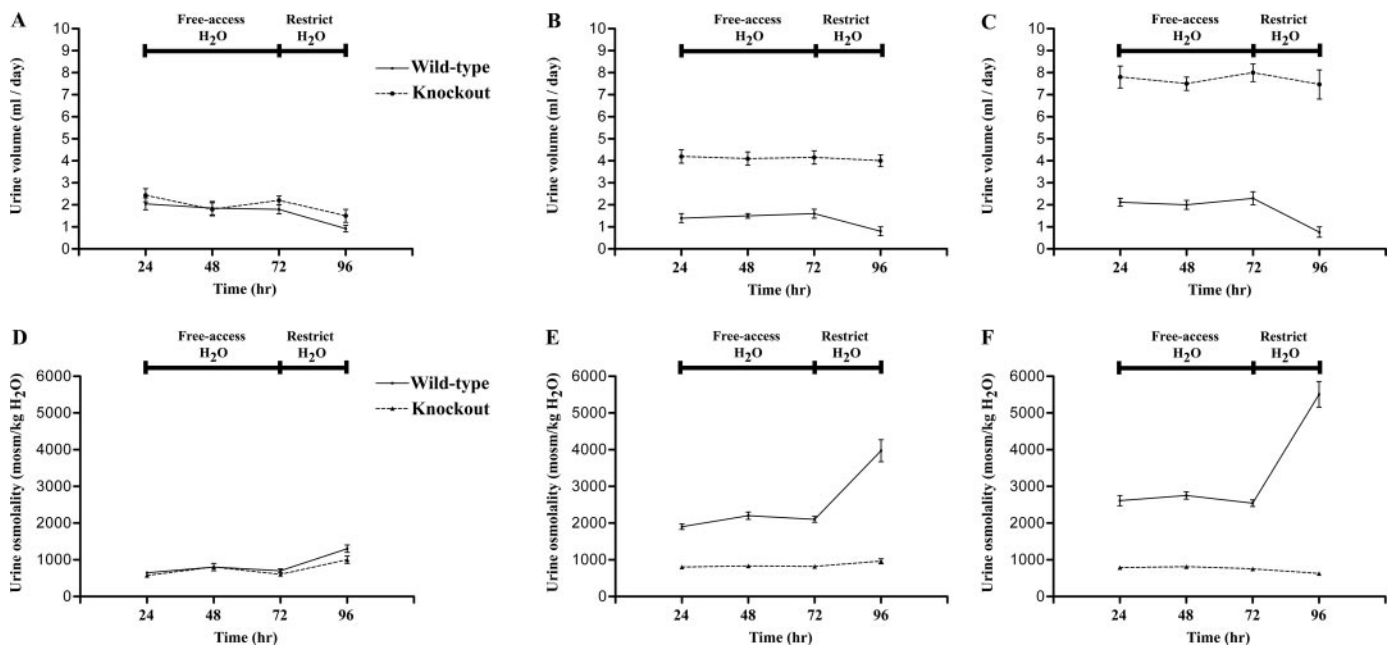 A
Free-access
H2O
Restrict
H2O
Urine volume (ml / day)
10
9
8
7
6
5
4
3
2
1
0
24 48 72 96
Time (hr)
Wild-type
Knockout
B
Free-access
H2O
Restrict
H2O
Urine volume (ml / day)
10
9
8
7
6
5
4
3
2
1
0
24 48 72 96
Time (hr)
C
Free-access
H2O
Restrict
H2O
Urine volume (ml / day)
10
9
8
7
6
5
4
3
2
1
0
24 48 72 96
Time (hr)
D
Free-access
H2O
Restrict
H2O
Urine osmolality (mosm/kg H2O)
6000
5000
4000
3000
2000
1000
0
24 48 72 96
Time (hr)
Wild-type
Knockout
E
Free-access
H2O
Restrict
H2O
Urine osmolality (mosm/kg H2O)
6000
5000
4000
3000
2000
1000
0
24 48 72 96
Time (hr)
F
Free-access
H2O
Restrict
H2O
Urine osmolality (mosm/kg H2O)
6000
5000
4000
3000
2000
1000
0
24 48 72 96
Time (hr)